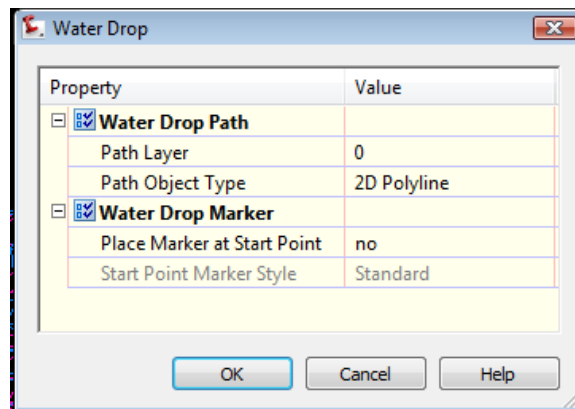 Water Drop
Property Value
Water Drop Path
Path Layer 0
Path Object Type 2D Polyline
Water Drop Marker
Place Marker at Start Point no
Start Point Marker Style Standard
OK Cancel Help